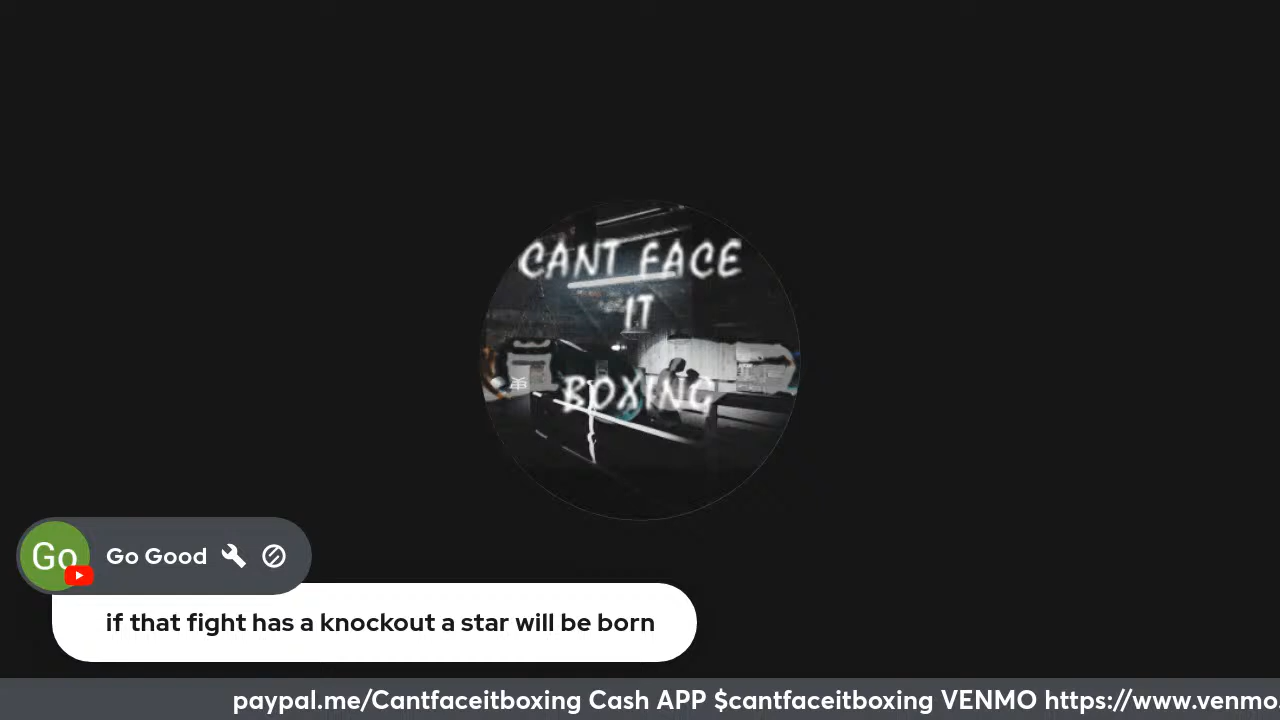 CANT FACE
IT
BOXING
Go
Go Good
if that fight has a knockout a star will be born
paypal.me/Cantfaceitboxing Cash APP $cantfaceitboxing VENMO https://www.venmo.